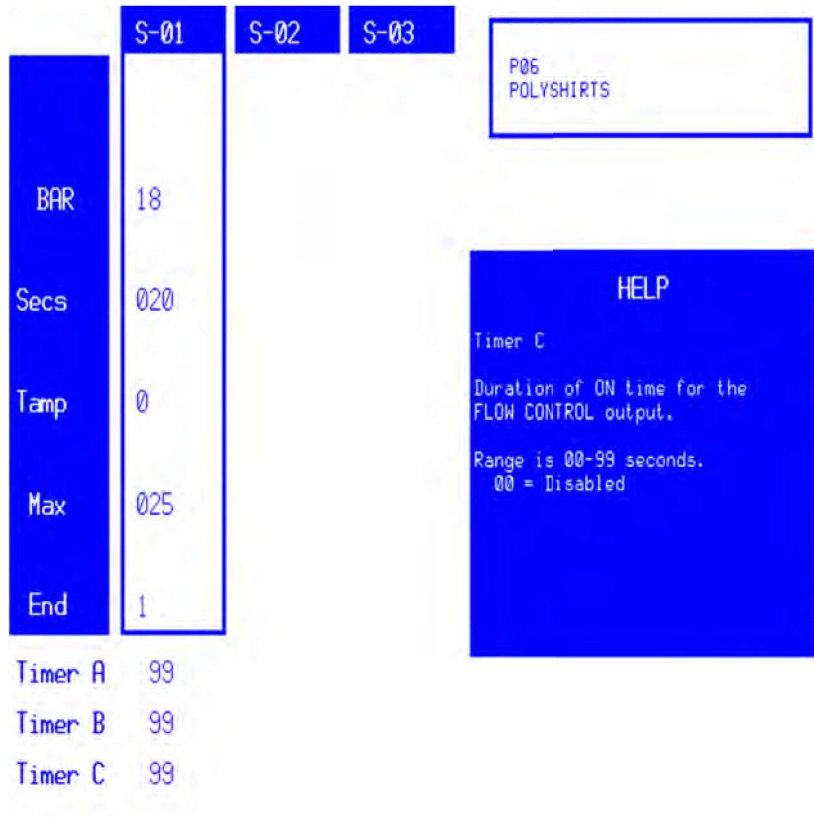 S-01 S-02 S-03
P06
POLYSHIRTS
BAR 18
Secs 020
Tamp 0
Max 025
End 1
Timer A 99
Timer B 99
Timer C 99
HELP
Timer C
Duration of ON time for the
FLOW CONTROL output.
Range is 00-99 seconds.
00 = Disabled